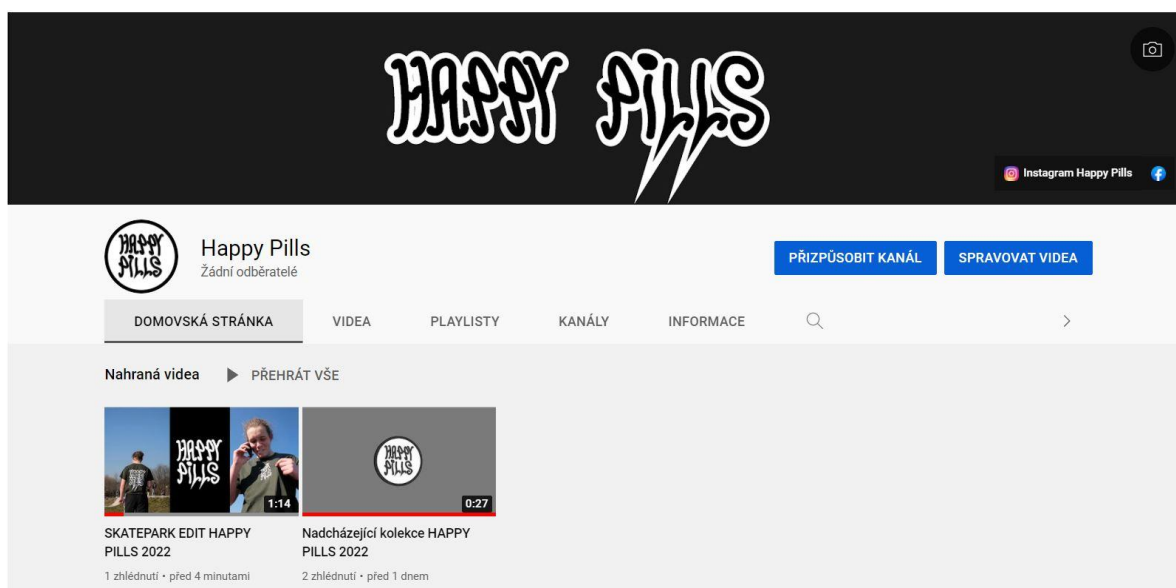 HAPPY PILLS
Instagram Happy Pills
HAPPY
PILLS
Happy Pills
Žádní odběratelé
PŘIZPŮSOBIT KANÁL
SPRAVOVAT VIDEA
DOMOVSKÁ STRÁNKA
VIDEA
PLAYLISTY
KANÁLY
INFORMACE
Nahraná videa
PŘEHRÁT VŠE
HAPPY
PILLS
1:14
HAPPY
PILLS
0:27
SKATEPARK EDIT HAPPY
PILLS 2022
1 zhlédnutí • před 4 minutami
Nadcházející kolekce HAPPY
PILLS 2022
2 zhlédnutí • před 1 dnem